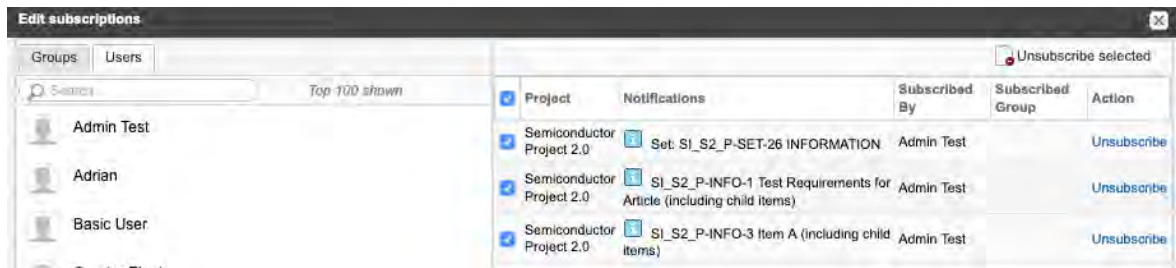 Edit subscriptions
Groups Users
Unsubscribe selected
Search
Top 100 shown
Project Notifications Subscribed By Subscribed Group Action
Admin Test
Adrian
Basic User
Semiconductor Project 2.0 Set: SI_S2_P-SET-26 INFORMATION Admin Test Unsubscribe
Semiconductor Project 2.0 SI_S2_P-INFO-1 Test Requirements for Article (including child items) Admin Test Unsubscribe
Semiconductor Project 2.0 SI_S2_P-INFO-3 Item A (including child items) Admin Test Unsubscribe